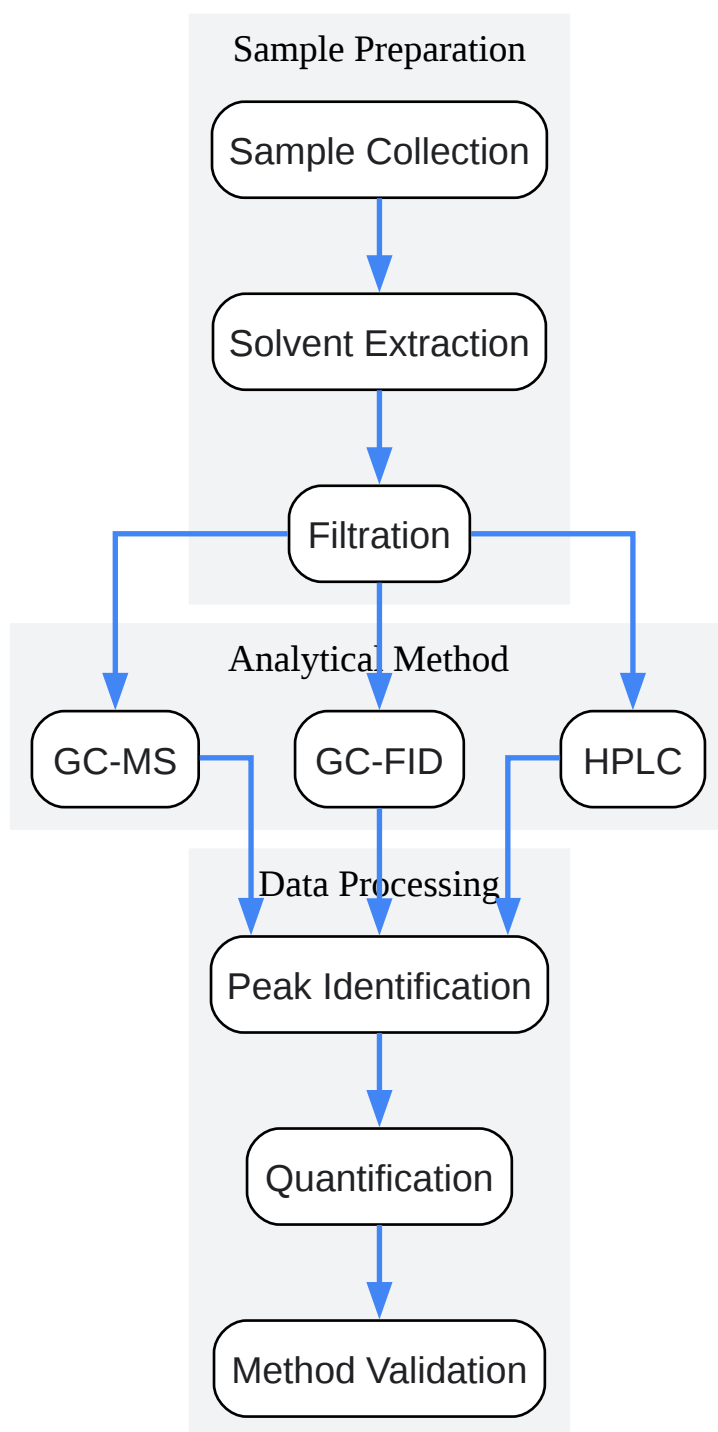 Sample Preparation
Sample Collection
Solvent Extraction
Filtration
Analytical Method
GC-MS
GC-FID
HPLC
Data Processing
Peak Identification
Quantification
Method Validation